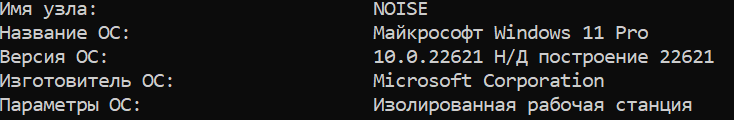 Имя узла: NOISE
Название ОС: Майкрософт Windows 11 Pro
Версия ОС: 10.0.22621 Н/Д построение 22621
Изготовитель ОС: Microsoft Corporation
Параметры ОС: Изолированная рабочая станция